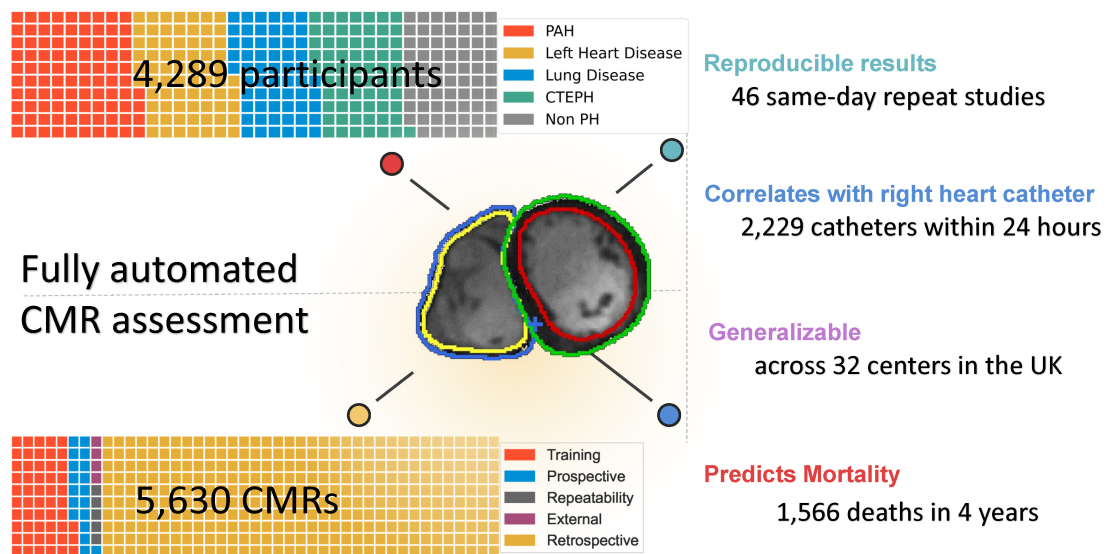 4,289 participants
PAH
Left Heart Disease
Lung Disease
CTEPH
Non PH
Reproducible results
46 same-day repeat studies
Correlates with right heart catheter
2,229 catheters within 24 hours
Fully automated
CMR assessment
Generalizable
across 32 centers in the UK
5,630 CMRs
Training
Prospective
Repeatability
External
Retrospective
Predicts Mortality
1,566 deaths in 4 years